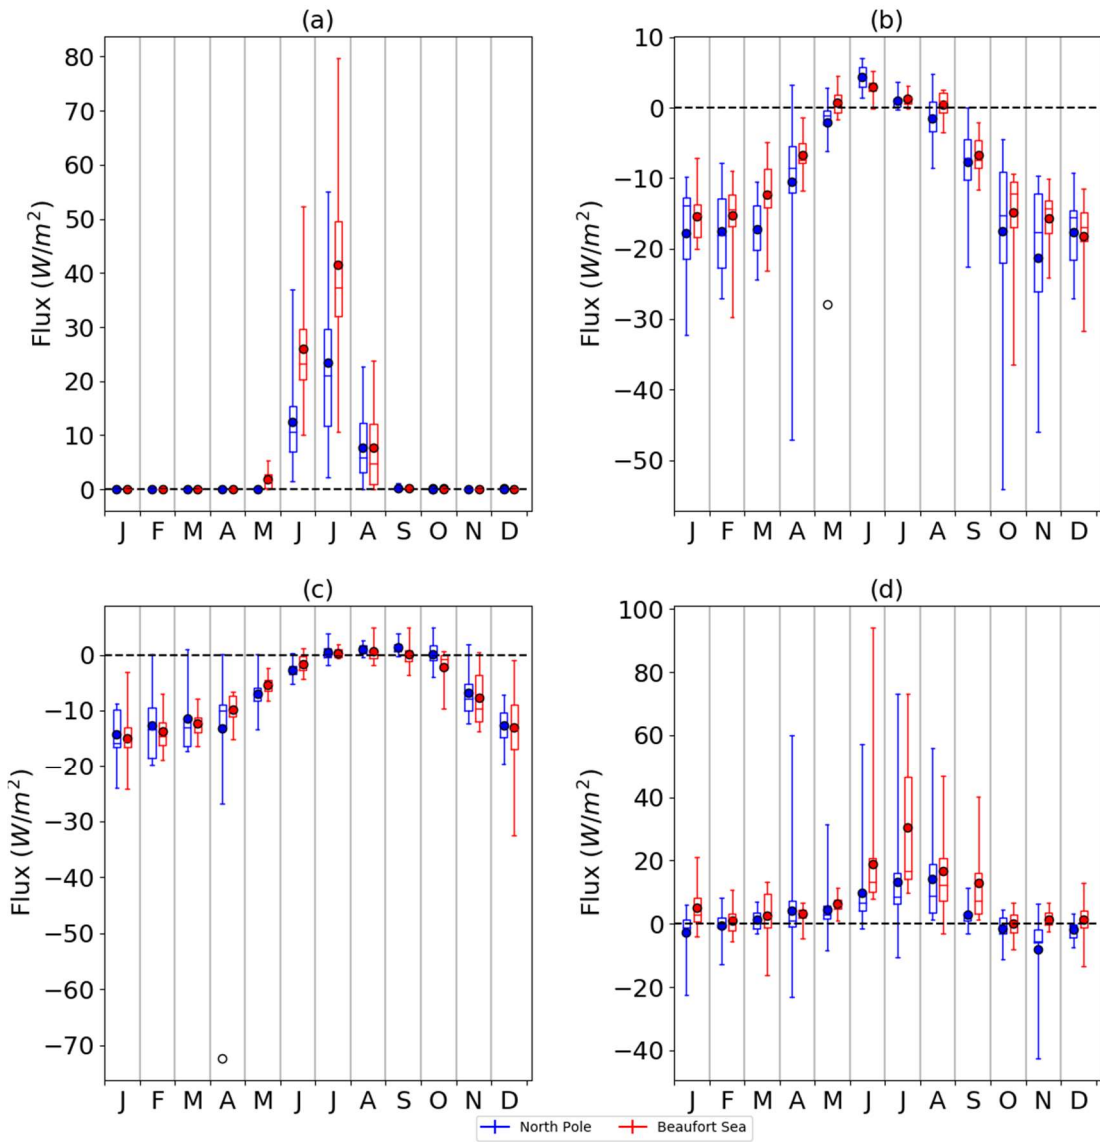 (a)
80
70
60
50
40
30
20
10
0
Flux (W/m²)
J F M A M J J A S O N D
(b)
10
0
−10
−20
−30
−40
−50
Flux (W/m²)
J F M A M J J A S O N D
(c)
0
−10
−20
−30
−40
−50
−60
−70
Flux (W/m²)
J F M A M J J A S O N D
(d)
100
80
60
40
20
0
−20
−40
Flux (W/m²)
J F M A M J J A S O N D
North Pole Beaufort Sea